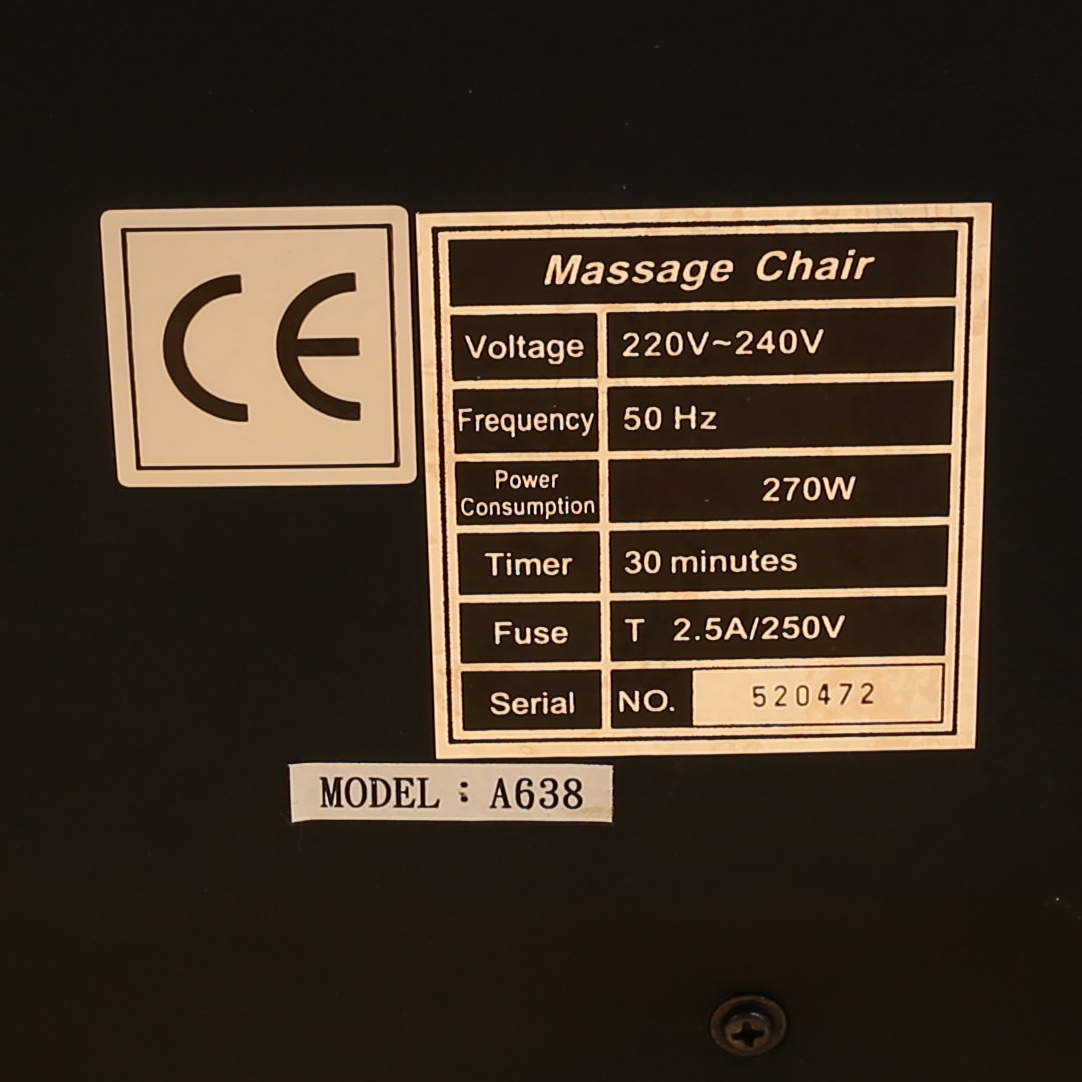 CE
Massage Chair
Voltage 220V~240V
Frequency 50 Hz
Power Consumption 270W
Timer 30 minutes
Fuse T 2.5A/250V
Serial NO. 520472
MODEL : A638